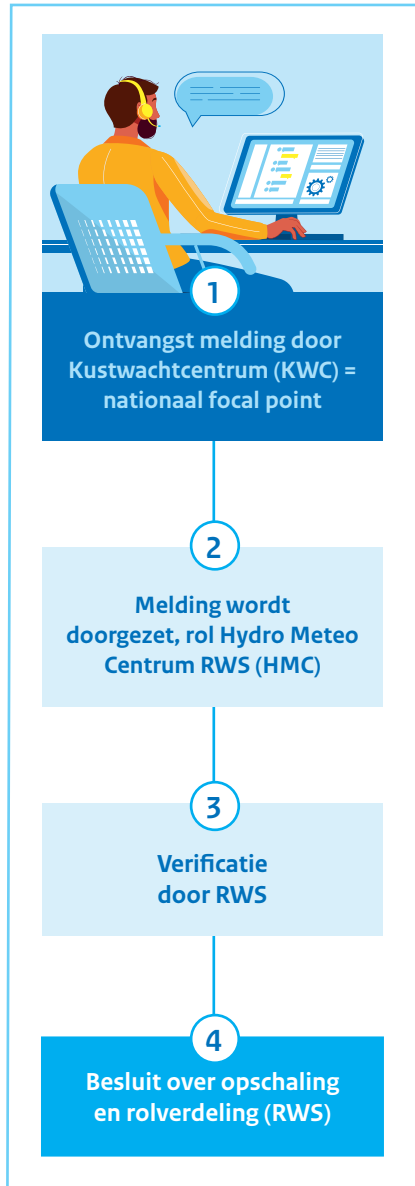 1
Ontvangst melding door
Kustwachtcentrum (KWC) =
nationaal focal point
2
Melding wordt
doorgezet, rol Hydro Meteo
Centrum RWS (HMC)
3
Verificatie
door RWS
4
Besluit over opschaling
en rolverdeling (RWS)